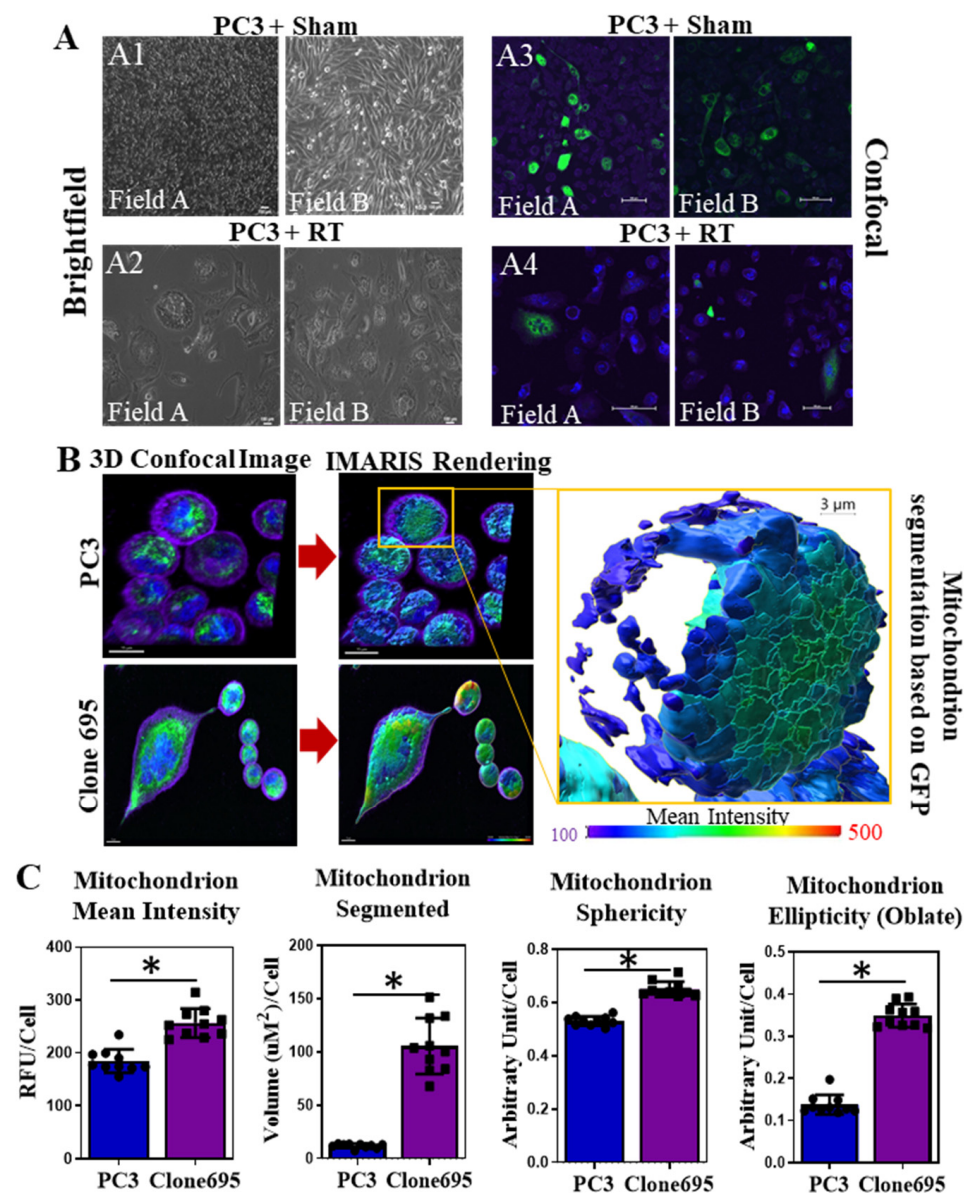 A
PC3 + Sham
PC3 + Sham
A1
A3
Field A
Field B
Field A
Field B
Brightfield
Confocal
PC3 + RT
PC3 + RT
A2
A4
Field A
Field B
Field A
Field B
B
3D Confocal Image
IMARIS Rendering
PC3
Clone 695
3 µm
Mitochondrion
segmentation based on GFP
Mean Intensity
100
500
C
Mitochondrion
Mean Intensity
RFU/Cell
400
300
200
100
0
PC3
Clone695
*
Mitochondrion
Segmented
Volume (uM²)/Cell
200
150
100
50
0
PC3
Clone695
*
Mitochondrion
Sphericity
Arbitraty Unit/Cell
0.8
0.6
0.4
0.2
0.0
PC3
Clone695
*
Mitochondrion
Ellipticity (Oblate)
Arbitrary Unit/Cell
0.5
0.4
0.3
0.2
0.1
0.0
PC3
Clone695
*